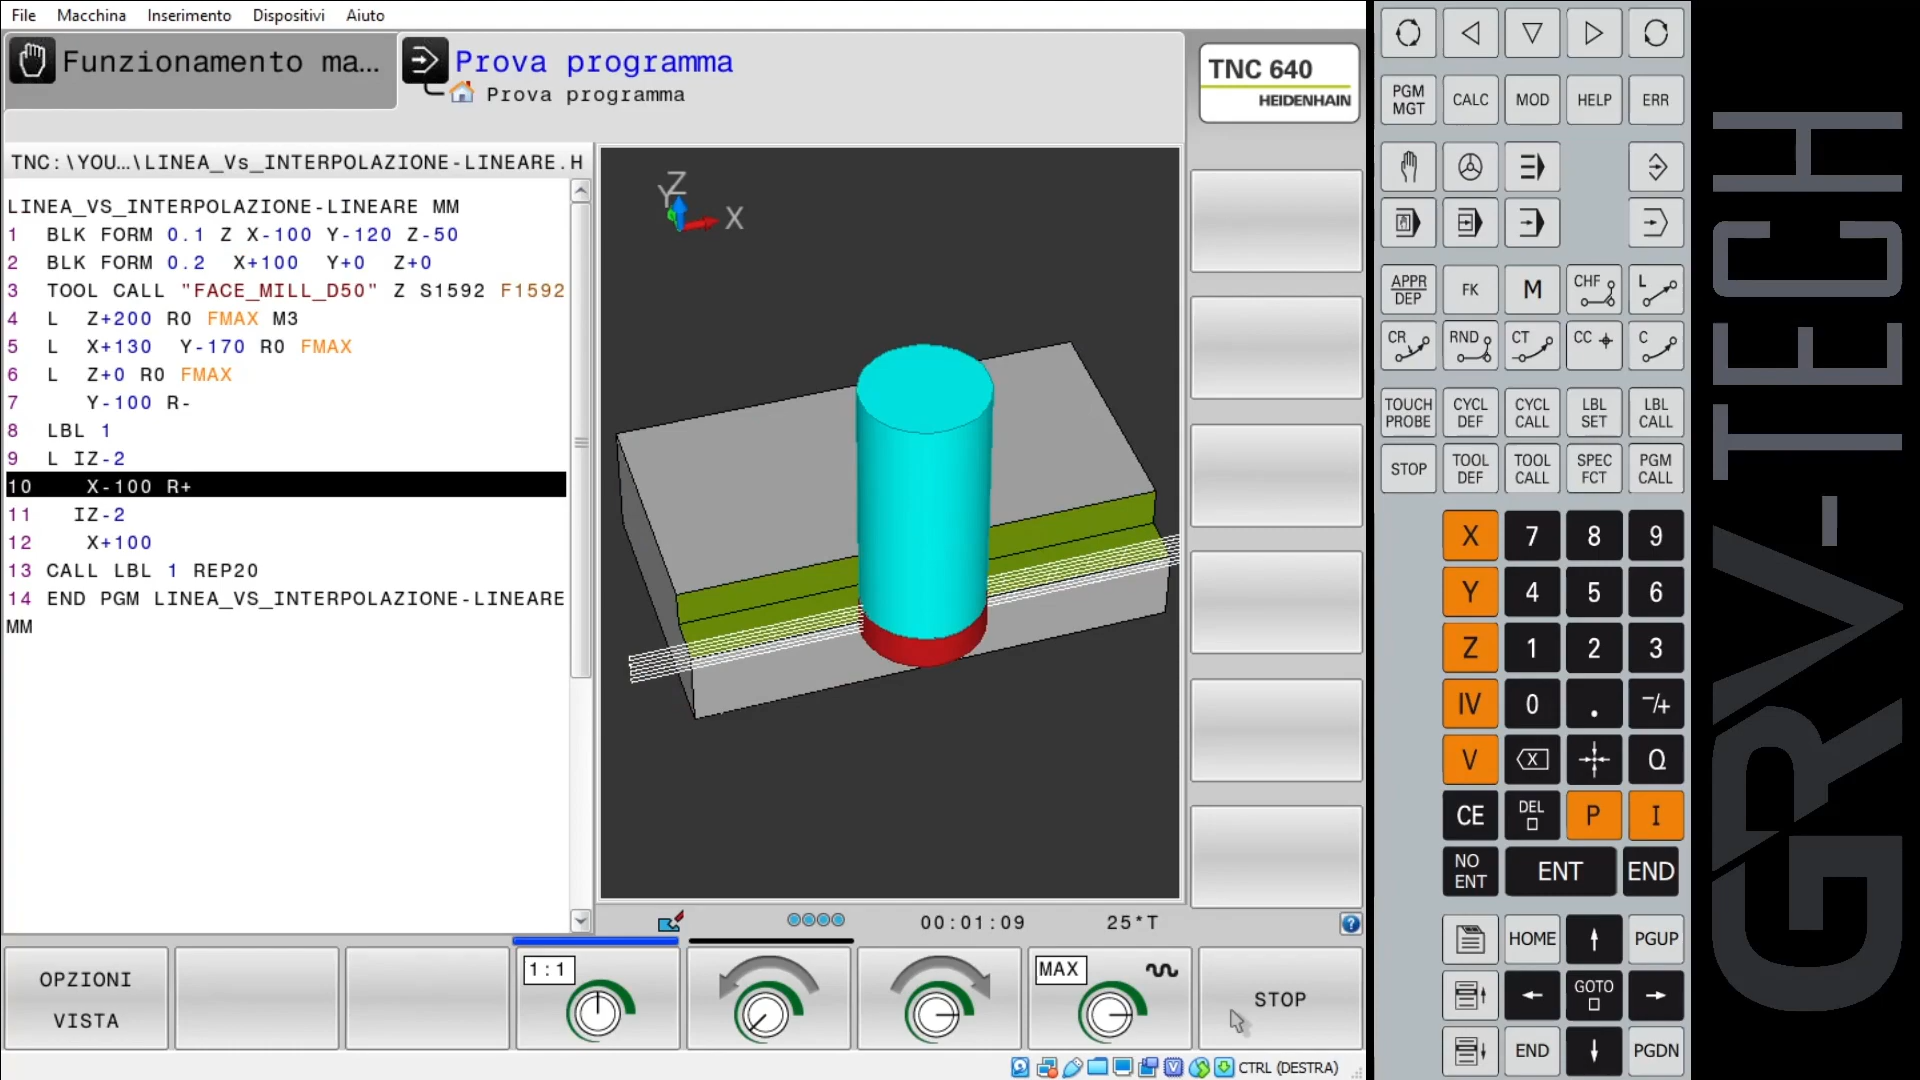 File Macchina Inserimento Dispositivi Aiuto
Funzionamento ma...
Prova programma
Prova programma
TNC 640
HEIDENHAIN
TNC:\YOU...\LINEA_Vs_INTERPOLAZIONE-LINEARE.H
LINEA_VS_INTERPOLAZIONE-LINEARE MM
1 BLK FORM 0.1 Z X-100 Y-120 Z-50
2 BLK FORM 0.2 X+100 Y+0 Z+0
3 TOOL CALL "FACE_MILL_D50" Z S1592 F1592
4 L Z+200 R0 FMAX M3
5 L X+130 Y-170 R0 FMAX
6 L Z+0 R0 FMAX
7 Y-100 R-
8 LBL 1
9 L IZ-2
10 X-100 R+
11 IZ-2
12 X+100
13 CALL LBL 1 REP20
14 END PGM LINEA_VS_INTERPOLAZIONE-LINEARE
MM
Z
Y
X
00:01:09
25*T
OPZIONI
VISTA
1:1
MAX
STOP
CTRL (DESTRA)
PGM MGT
CALC
MOD
HELP
ERR
APPR DEP
FK
M
CHF
L
CR
RND
CT
CC
C
TOUCH PROBE
CYCL DEF
CYCL CALL
LBL SET
LBL CALL
STOP
TOOL DEF
TOOL CALL
SPEC FCT
PGM CALL
X 7 8 9
Y 4 5 6
Z 1 2 3
IV 0 . -/+
V X Q
CE DEL P I
NO ENT
ENT
END
HOME
PGUP
GOTO
END
PGDN
GRV-TECH